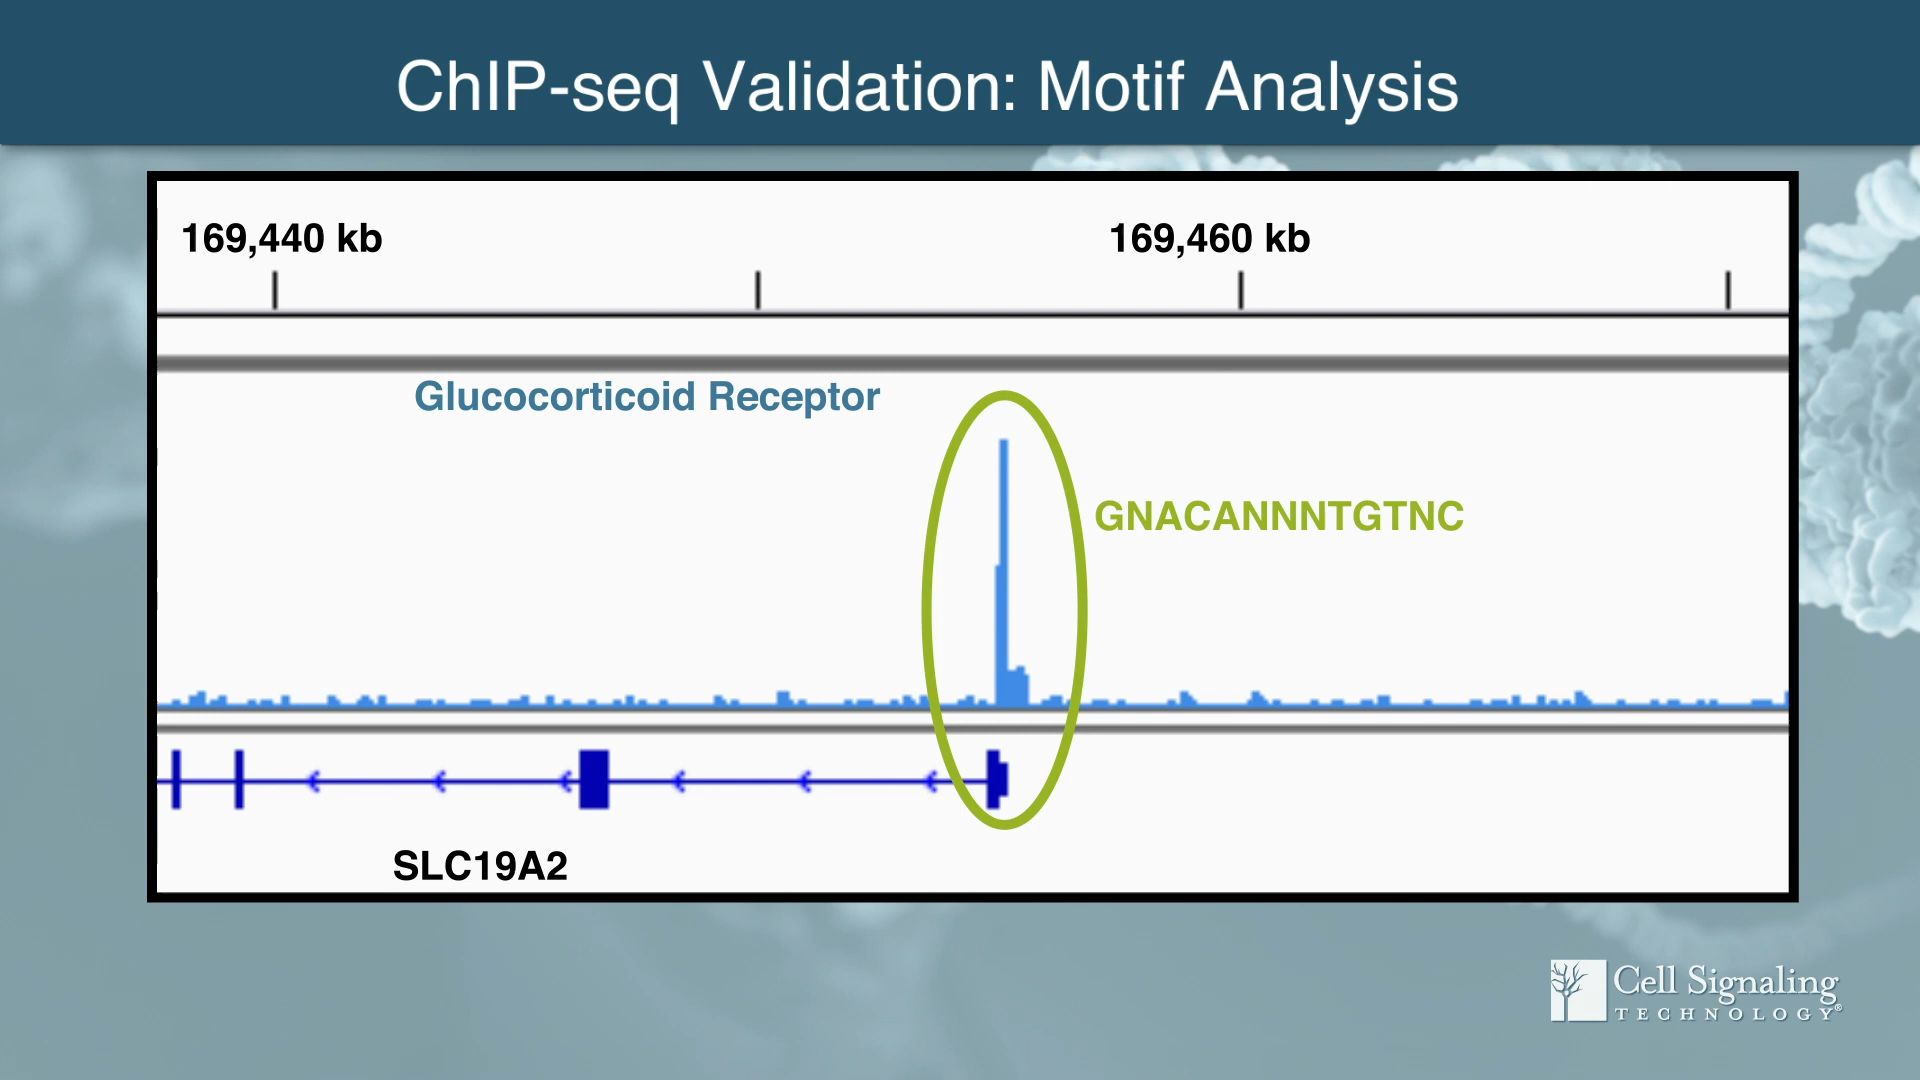 ChIP-seq Validation: Motif Analysis
169,440 kb
169,460 kb
Glucocorticoid Receptor
GNACANNNTGTNC
SLC19A2
Cell Signaling
TECHNOLOGY®